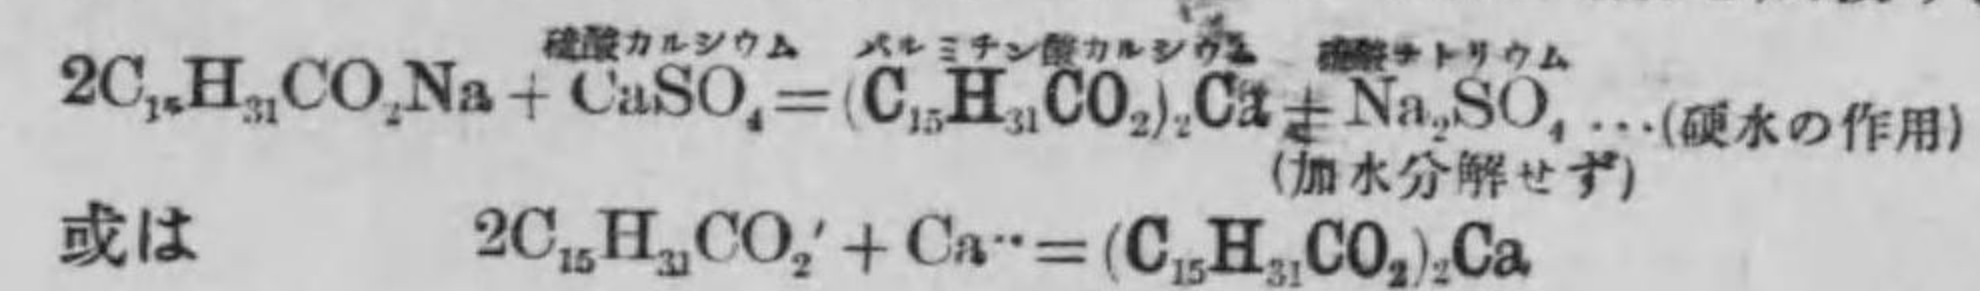 硫酸カルシウム パルミチン酸カルシウム 硫酸ナトリウム
2C₁₅H₃₁CO₂Na + CaSO₄ = (C₁₅H₃₁CO₂)₂Ca + Na₂SO₄ …(硬水の作用)
(加水分解せず)
或は 2C₁₅H₃₁CO₂′ + Ca¨ = (C₁₅H₃₁CO₂)₂Ca